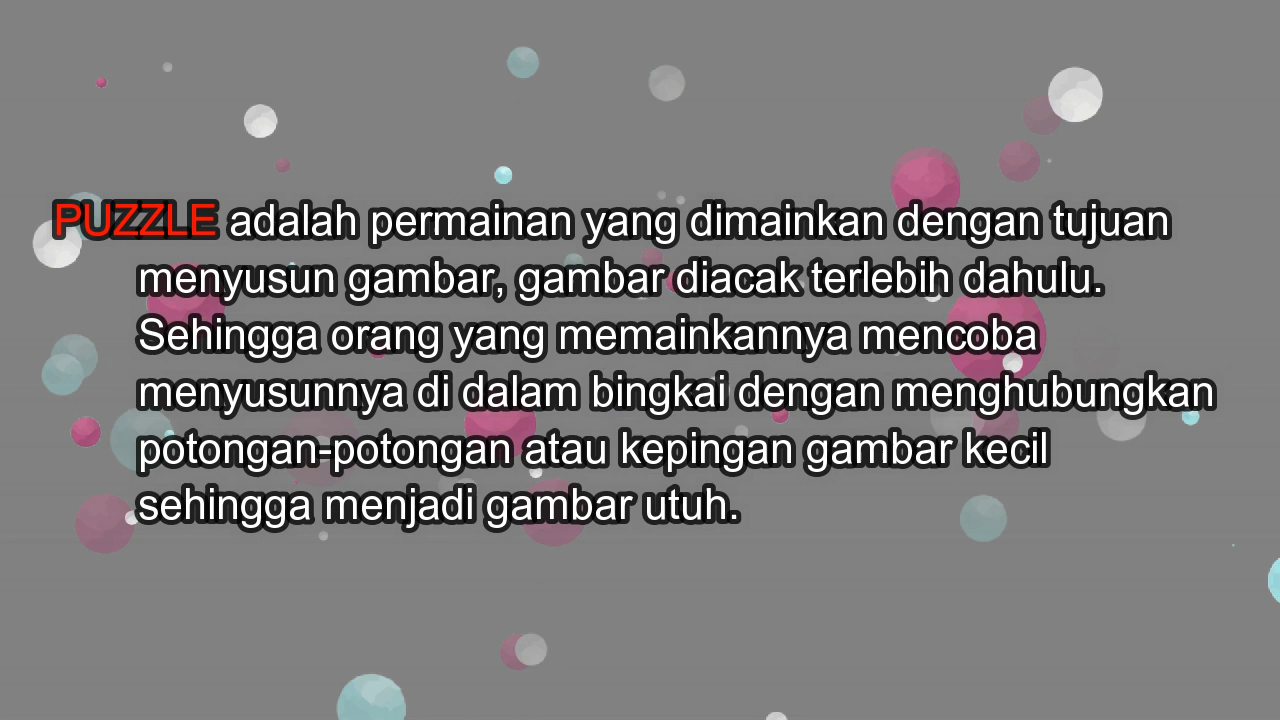 PUZZLE adalah permainan yang dimainkan dengan tujuan
menyusun gambar, gambar diacak terlebih dahulu.
Sehingga orang yang memainkannya mencoba
menyusunnya di dalam bingkai dengan menghubungkan
potongan-potongan atau kepingan gambar kecil
sehingga menjadi gambar utuh.